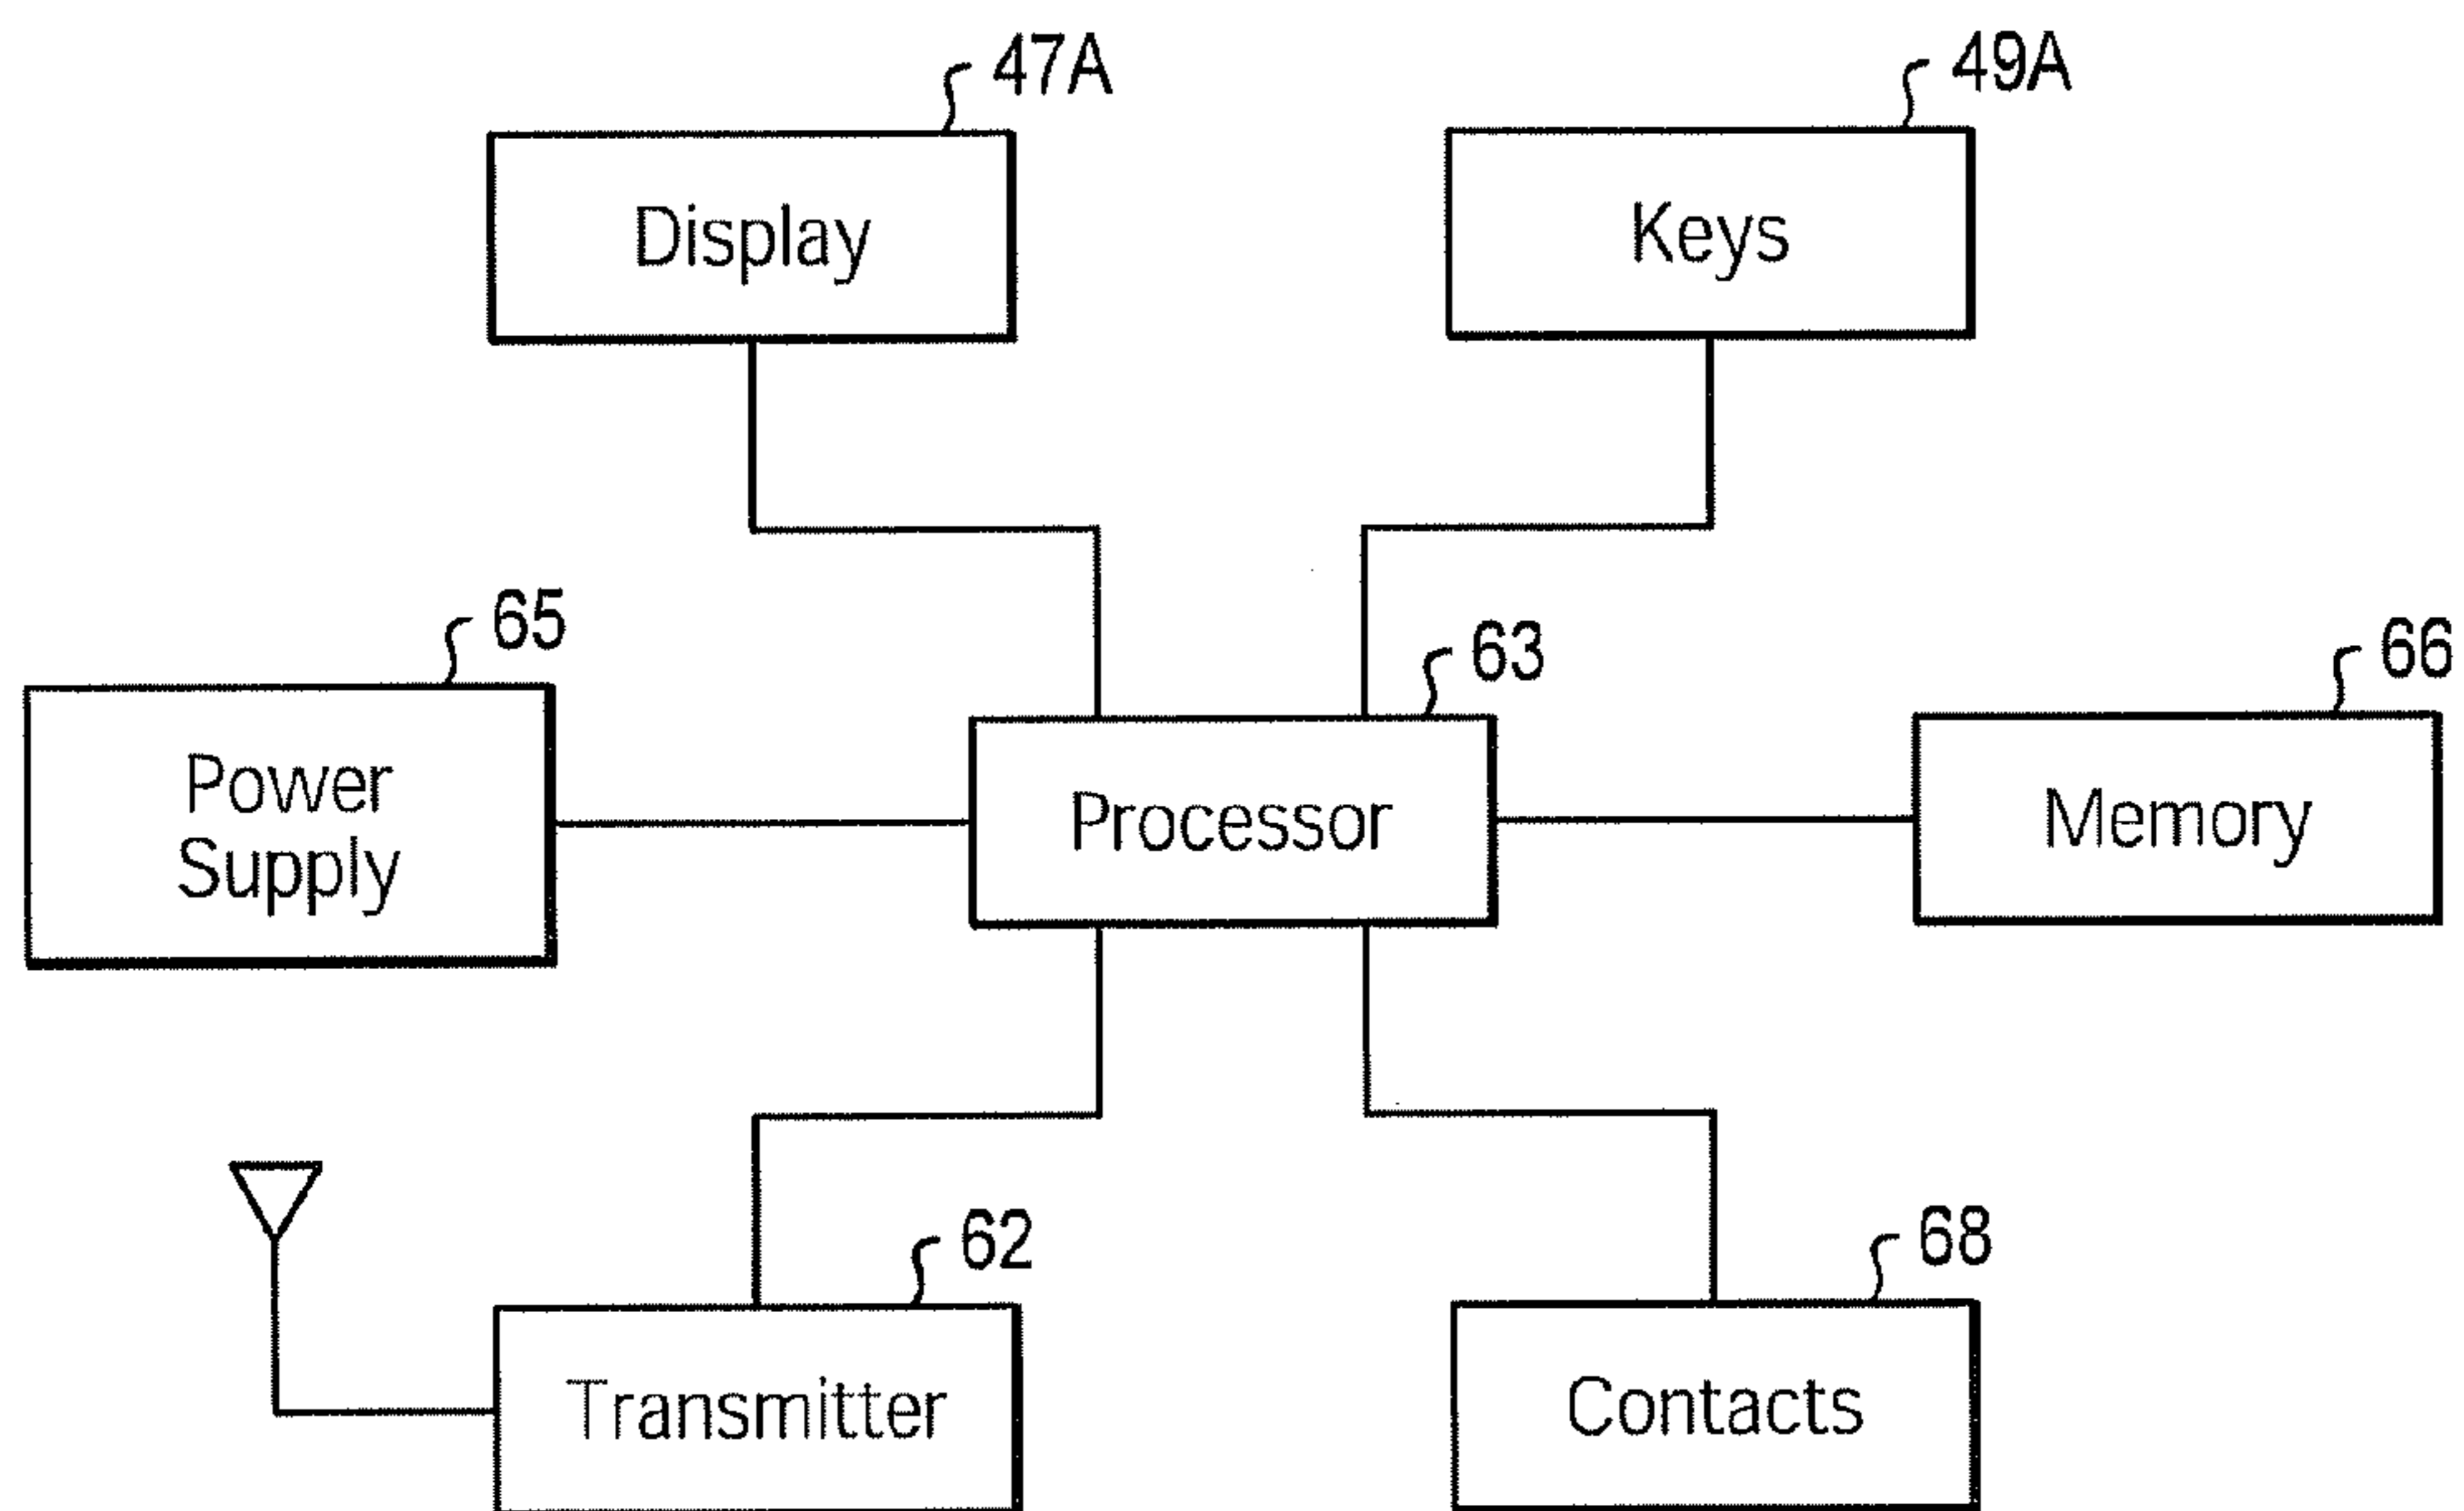 47A
49A
Display
Keys
65
63
66
Power
Supply
Processor
Memory
62
68
Transmitter
Contacts